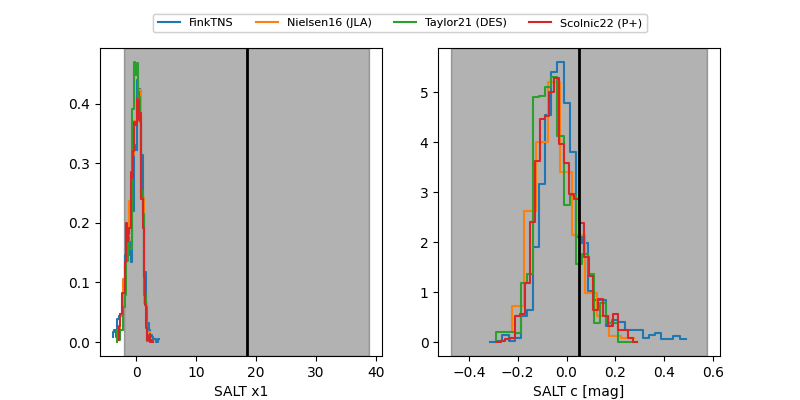 FinkTNS Nielsen16 (JLA) Taylor21 (DES) Scolnic22 (P+)
0.4
0.3
0.2
0.1
0.0
0 10 20 30 40
SALT x1
5
4
3
2
1
0
−0.4 −0.2 0.0 0.2 0.4 0.6
SALT c [mag]